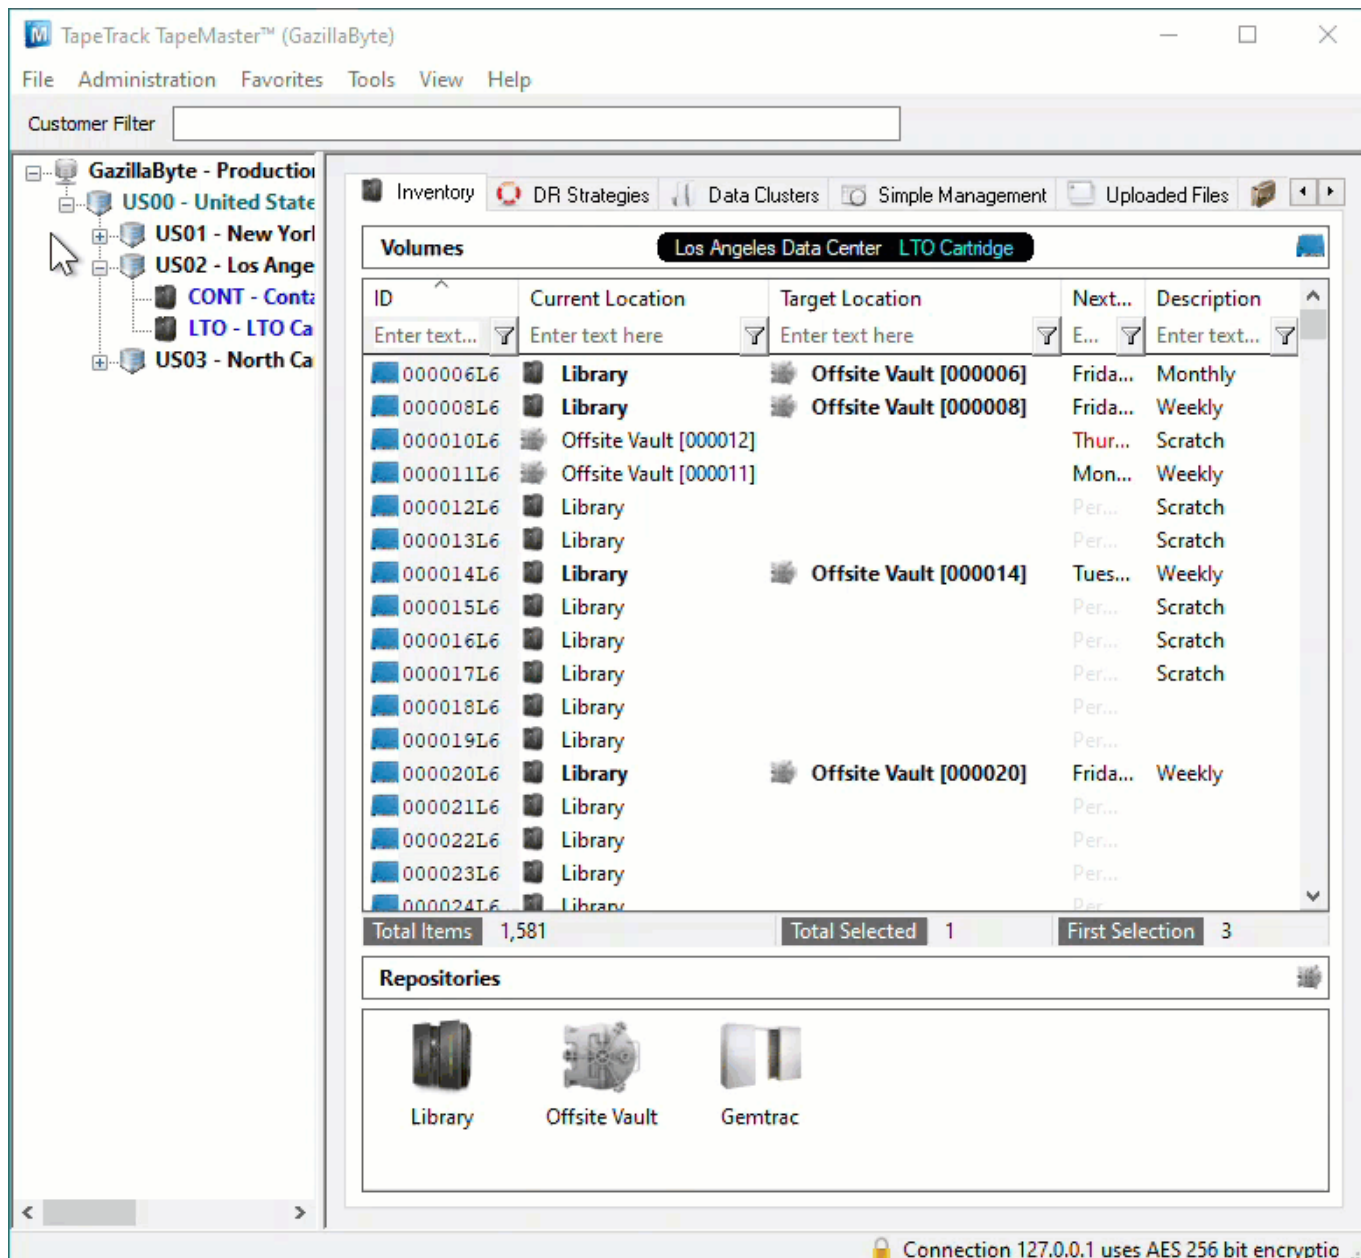 TapeTrack TapeMaster™ (GazillaByte)
File Administration Favorites Tools View Help
Customer Filter
GazillaByte - Production
US00 - United State
US01 - New York
US02 - Los Ange
CONT - Conta
LTO - LTO Ca
US03 - North Ca
Inventory DR Strategies Data Clusters Simple Management Uploaded Files
Volumes Los Angeles Data Center LTO Cartridge
ID Current Location Target Location Next... Description
Enter text... Enter text here Enter text here E... Enter text...
000006L6 Library Offsite Vault [000006] Frida... Monthly
000008L6 Library Offsite Vault [000008] Frida... Weekly
000010L6 Offsite Vault [000012] Thur... Scratch
000011L6 Offsite Vault [000011] Mon... Weekly
000012L6 Library Per... Scratch
000013L6 Library Per... Scratch
000014L6 Library Offsite Vault [000014] Tues... Weekly
000015L6 Library Per... Scratch
000016L6 Library Per... Scratch
000017L6 Library Per... Scratch
000018L6 Library Per...
000019L6 Library Per...
000020L6 Library Offsite Vault [000020] Frida... Weekly
000021L6 Library Per...
000022L6 Library Per...
000023L6 Library Per...
000024L6 Library Per
Total Items 1,581 Total Selected 1 First Selection 3
Repositories
Library Offsite Vault Gemtrac
Connection 127.0.0.1 uses AES 256 bit encryptio